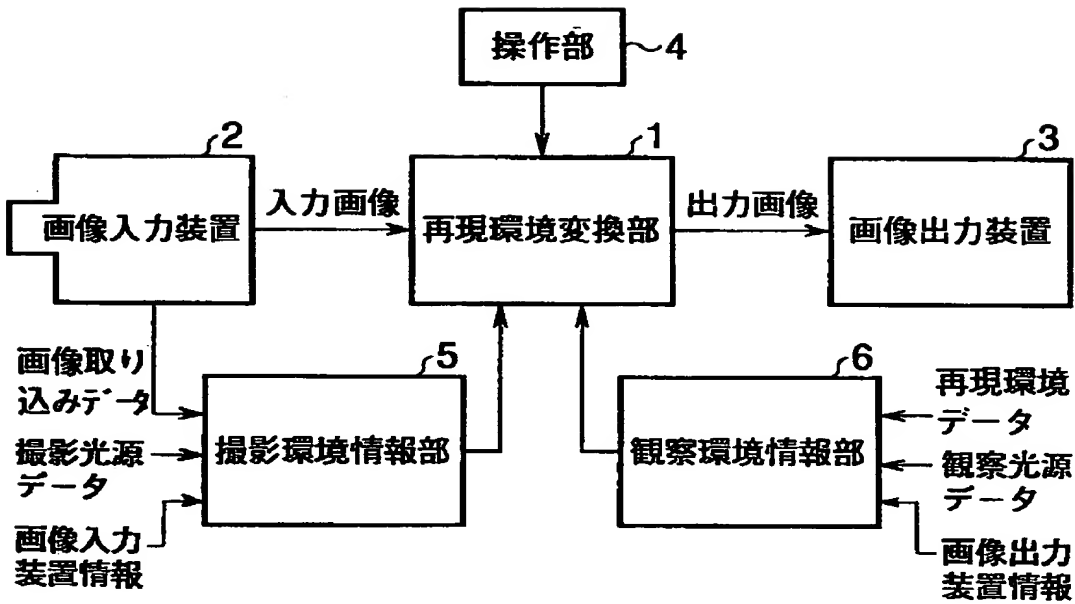 操作部
4
2
1
3
画像入力装置
入力画像
再現環境変換部
出力画像
画像出力装置
画像取り
込みデータ
5
6
撮影光源
データ
撮影環境情報部
観察環境情報部
再現環境
データ
観察光源
データ
画像入力
装置情報
画像出力
装置情報